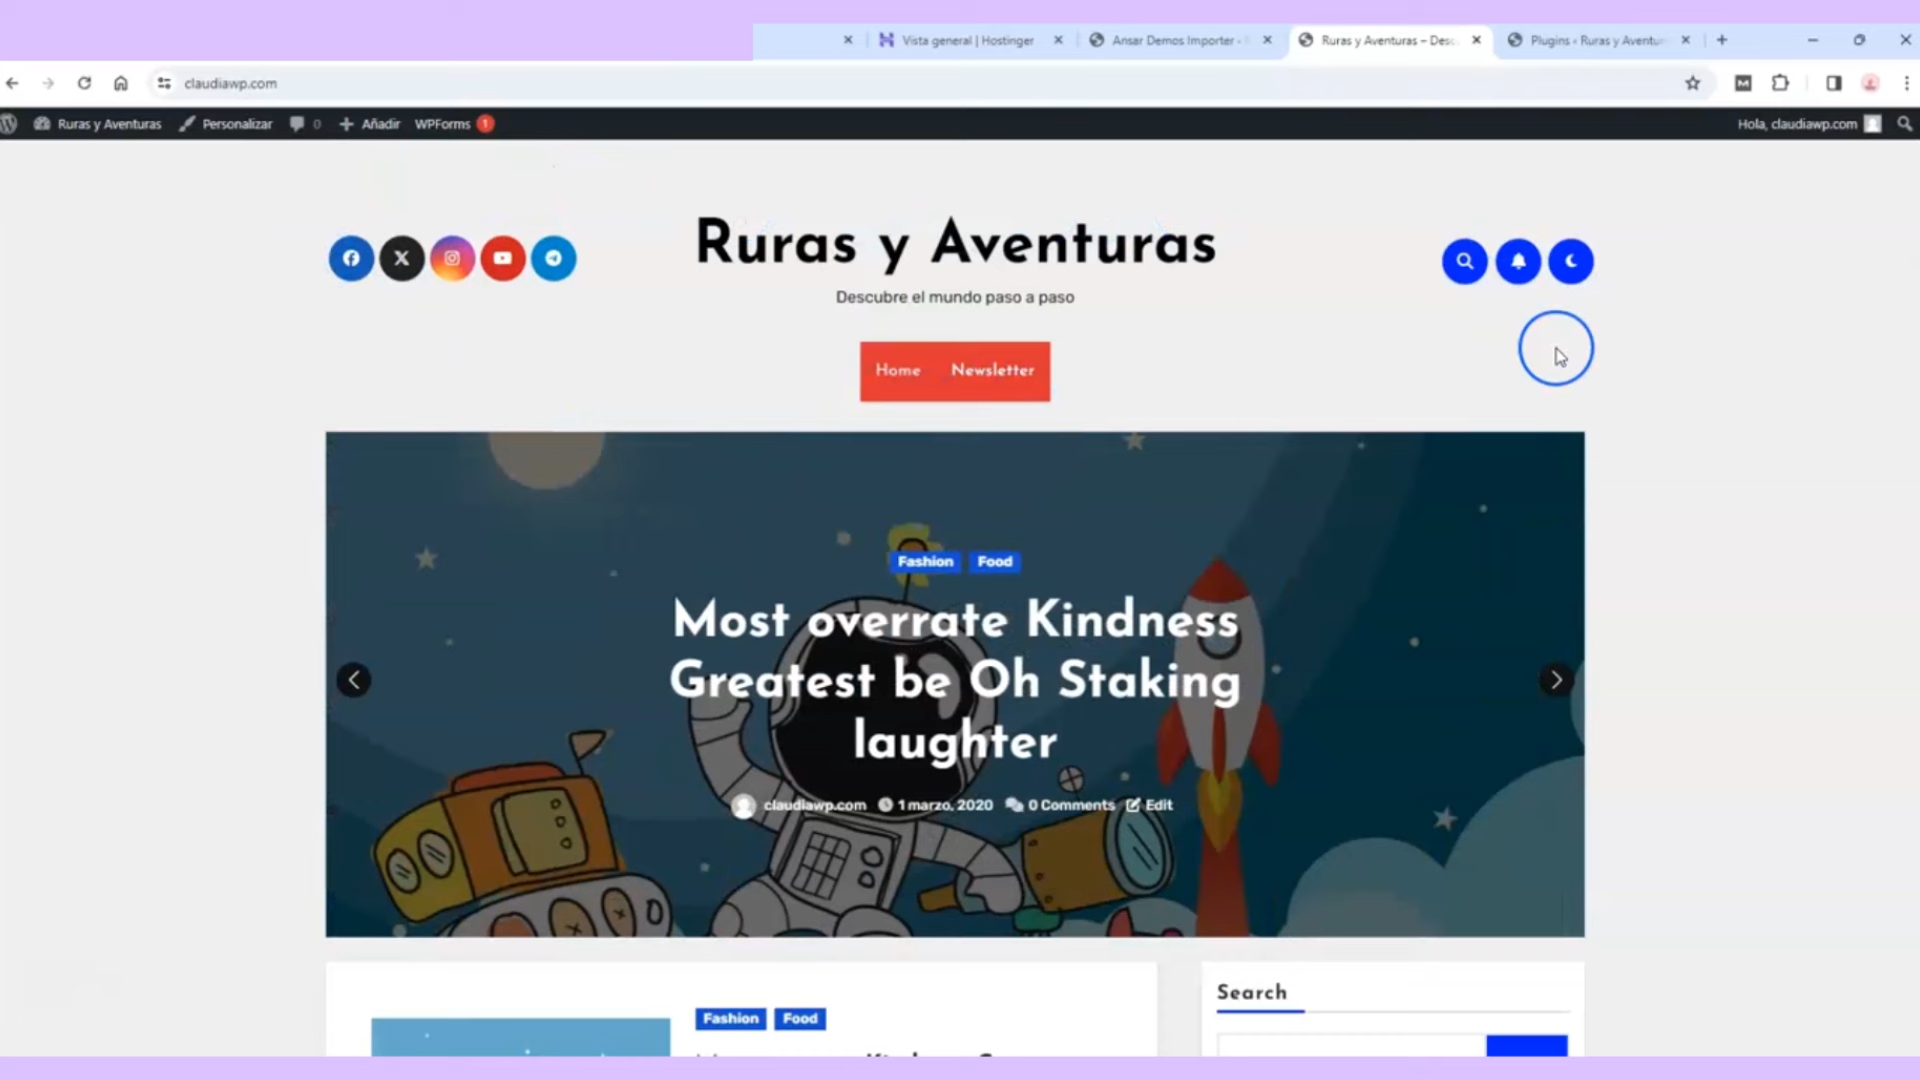 Vista general | Hostinger
Ansar Demos Importer -
Ruras y Aventuras – Desc
Plugins ‹ Ruras y Aventur
claudiawp.com
Ruras y Aventuras
Personalizar
0
Añadir
WPForms 1
Hola, claudiawp.com
Ruras y Aventuras
Descubre el mundo paso a paso
Home
Newsletter
Fashion
Food
Most overrate Kindness
Greatest be Oh Staking
laughter
claudiawp.com 1 marzo, 2020 0 Comments Edit
Fashion
Food
Search